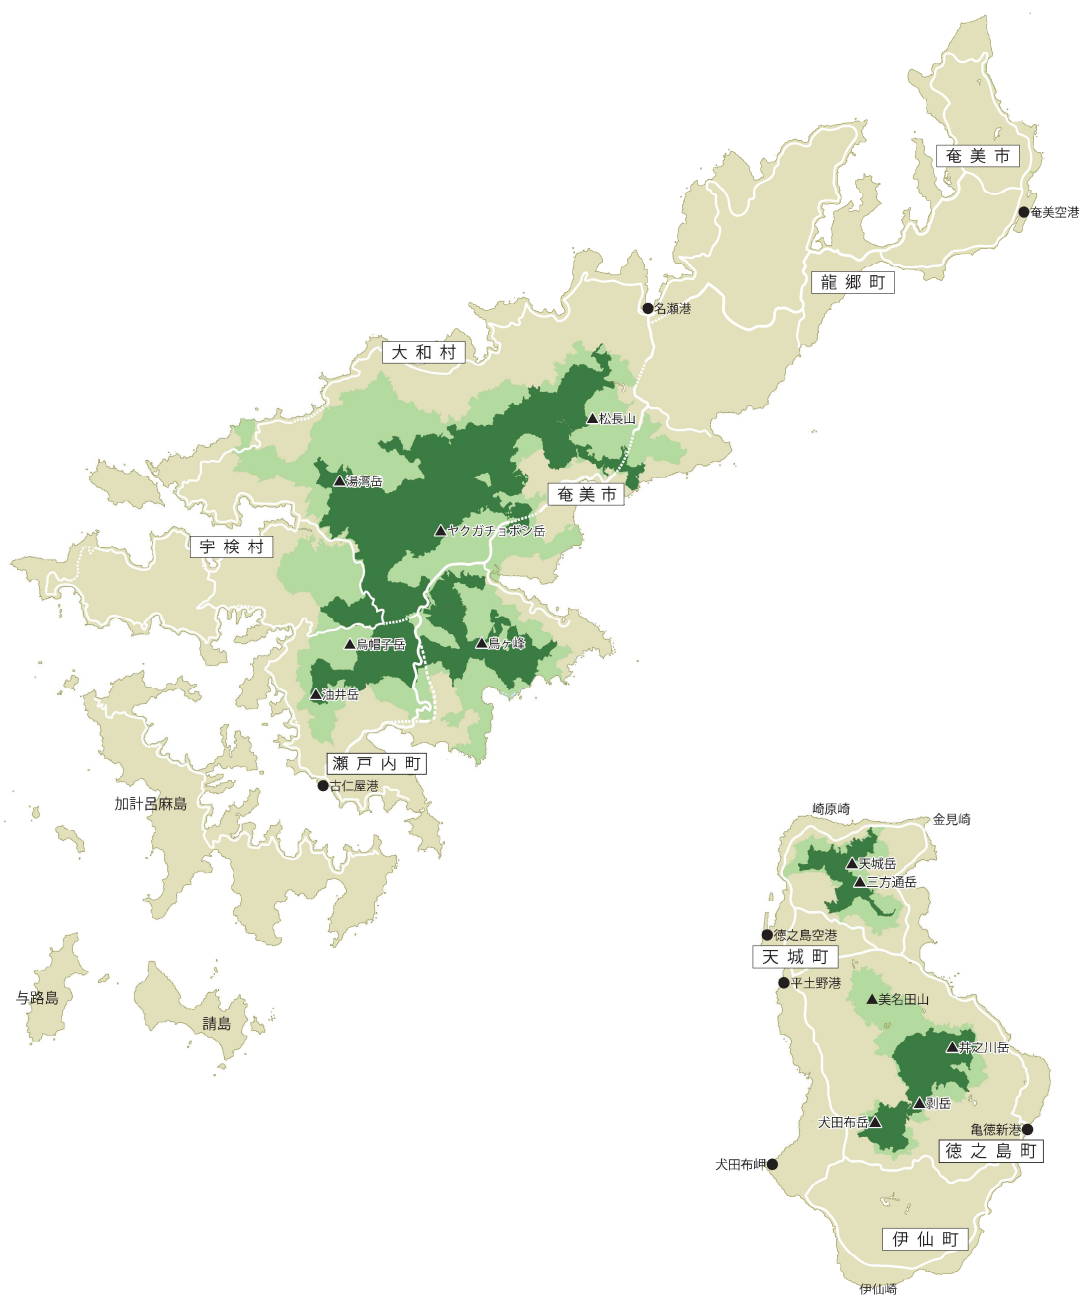 奄美市
奄美空港
龍郷町
名瀬港
大和村
松長山
湯湾岳
奄美市
ヤクガチョボシ岳
宇検村
烏帽子岳
鳥ヶ峰
油井岳
瀬戸内町
古仁屋港
加計呂麻島
与路島
請島
崎原崎
金見崎
天城岳
三方通岳
徳之島空港
天城町
平土野港
美名田山
井之川岳
剥岳
犬田布岳
亀徳新港
徳之島町
犬田布岬
伊仙町
伊仙崎